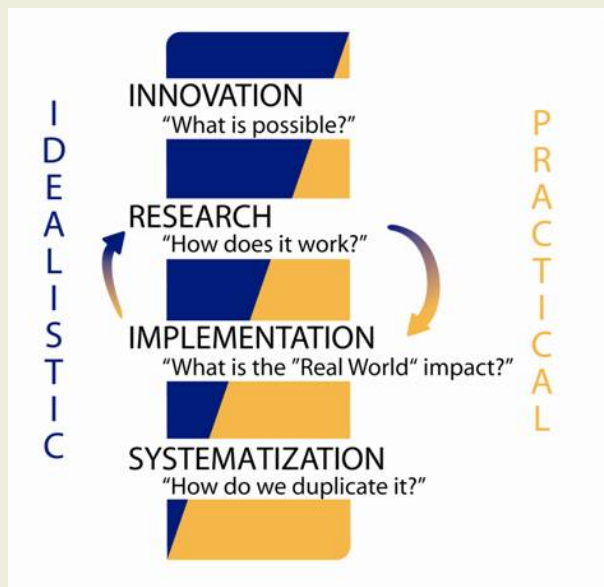 IDEALISTIC
INNOVATION
“What is possible?”
RESEARCH
“How does it work?”
IMPLEMENTATION
“What is the ”Real World“ impact?”
SYSTEMATIZATION
“How do we duplicate it?”
PRACTICAL